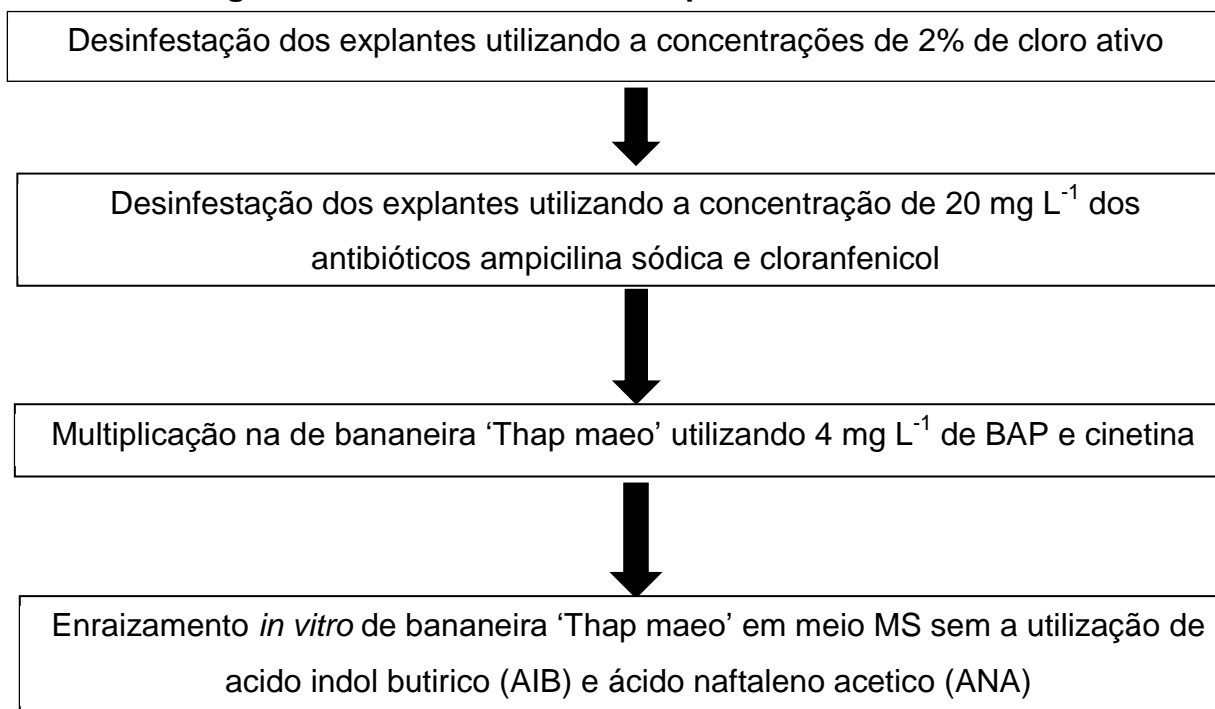 Desinfestação dos explantes utilizando a concentrações de 2% de cloro ativo
Desinfestação dos explantes utilizando a concentração de 20 mg L⁻¹ dos
antibióticos ampicilina sódica e cloranfenicol
Multiplicação na de bananeira ‘Thap maeo’ utilizando 4 mg L⁻¹ de BAP e cinetina
Enraizamento in vitro de bananeira ‘Thap maeo’ em meio MS sem a utilização de
acido indol butirico (AIB) e ácido naftaleno acetico (ANA)